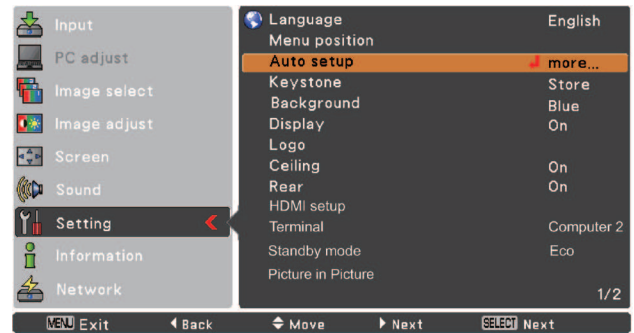 Input
PC adjust
Image select
Image adjust
Screen
Sound
Setting
Information
Network
Language English
Menu position
Auto setup more...
Keystone Store
Background Blue
Display On
Logo
Ceiling On
Rear On
HDMI setup
Terminal Computer 2
Standby mode Eco
Picture in Picture
1/2
MENU Exit Back Move Next SELECT Next